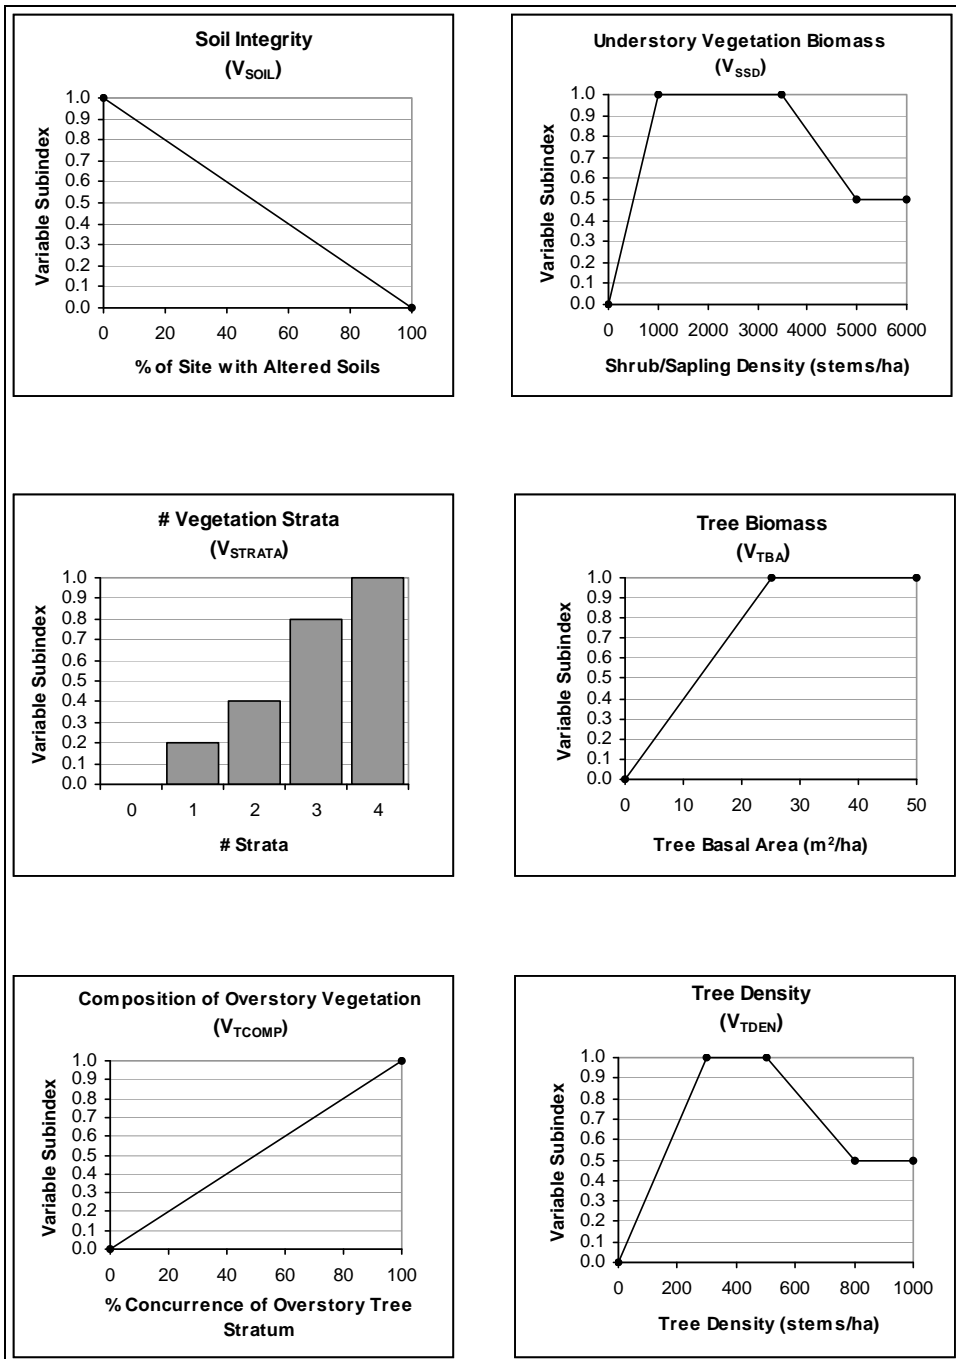 Soil Integrity
(V_SOIL)
Variable Subindex
1.0
0.9
0.8
0.7
0.6
0.5
0.4
0.3
0.2
0.1
0.0
0 20 40 60 80 100
% of Site with Altered Soils
Understory Vegetation Biomass
(V_SSD)
Variable Subindex
1.0
0.9
0.8
0.7
0.6
0.5
0.4
0.3
0.2
0.1
0.0
0 1000 2000 3000 4000 5000 6000
Shrub/Sapling Density (stems/ha)
# Vegetation Strata
(V_STRATA)
Variable Subindex
1.0
0.9
0.8
0.7
0.6
0.5
0.4
0.3
0.2
0.1
0.0
0 1 2 3 4
# Strata
Tree Biomass
(V_TBA)
Variable Subindex
1.0
0.9
0.8
0.7
0.6
0.5
0.4
0.3
0.2
0.1
0.0
0 10 20 30 40 50
Tree Basal Area (m²/ha)
Composition of Overstory Vegetation
(V_TCOMP)
Variable Subindex
1.0
0.9
0.8
0.7
0.6
0.5
0.4
0.3
0.2
0.1
0.0
0 20 40 60 80 100
% Concurrence of Overstory Tree
Stratum
Tree Density
(V_TDEN)
Variable Subindex
1.0
0.9
0.8
0.7
0.6
0.5
0.4
0.3
0.2
0.1
0.0
0 200 400 600 800 1000
Tree Density (stems/ha)